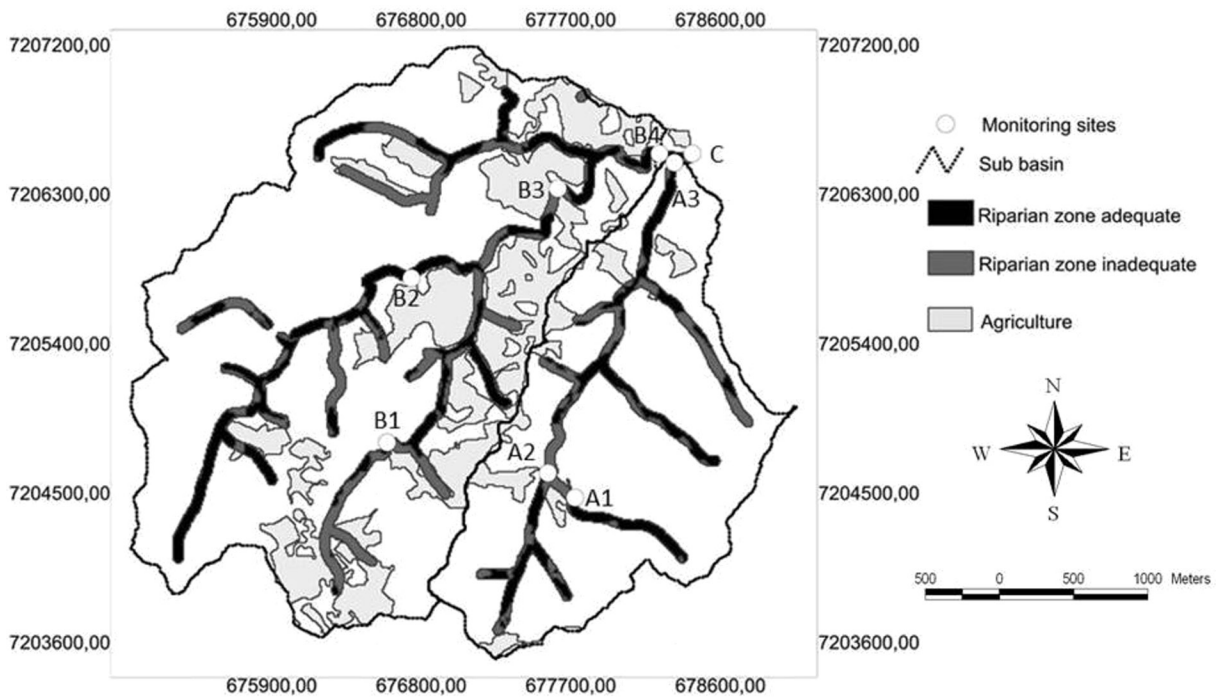 675900,00 676800,00 677700,00 678600,00
7207200,00 7207200,00
B4
C
Monitoring sites
Sub basin
B3
A3
7206300,00 7206300,00
Riparian zone adequate
Riparian zone inadequate
B2
Agriculture
7205400,00 7205400,00
N
B1
A2
W E
7204500,00 7204500,00
A1
S
500 0 500 1000 Meters
7203600,00 7203600,00
675900,00 676800,00 677700,00 678600,00